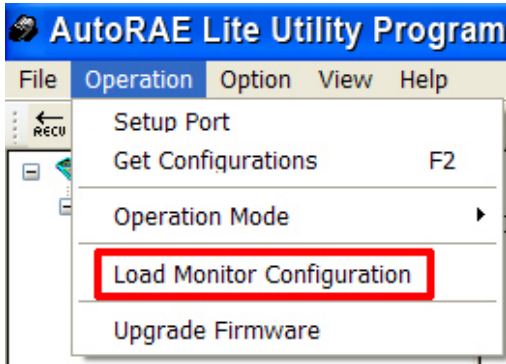 AutoRAE Lite Utility Program
File Operation Option View Help
RECV
Setup Port
Get Configurations F2
Operation Mode
Load Monitor Configuration
Upgrade Firmware